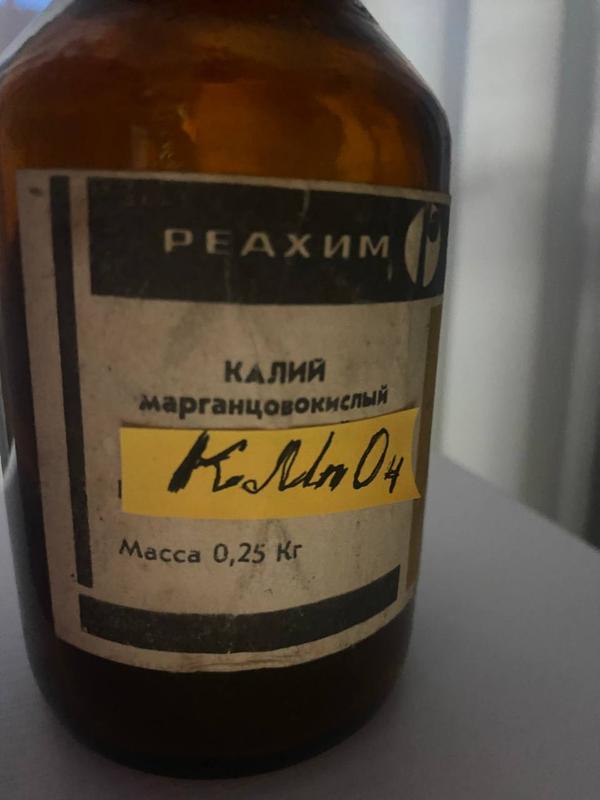 РЕАХИМ
КАЛИЙ
марганцовокислый
KMnO4
Масса 0,25 Кг